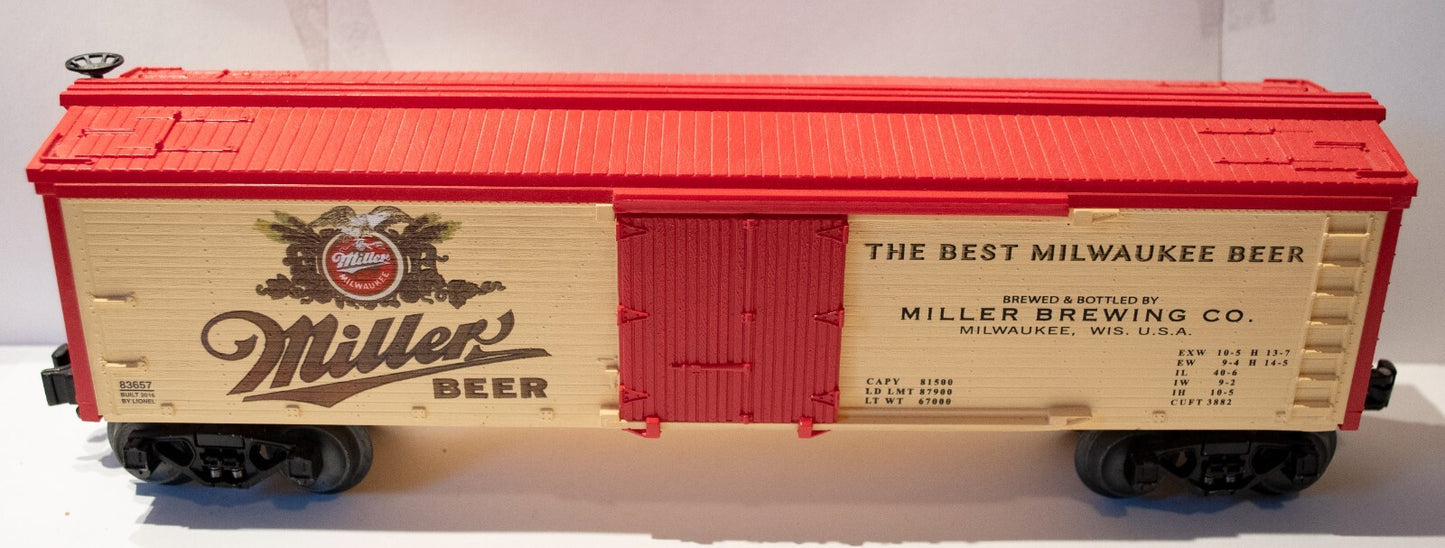 Miller
MILWAUKEE
Miller
BEER
83657
BUILT 2016
BY LIONEL
THE BEST MILWAUKEE BEER
BREWED & BOTTLED BY
MILLER BREWING CO.
MILWAUKEE, WIS. U.S.A.
CAPY 81500
LD LMT 87900
LT WT 67000
EXW 10-5 H 13-7
EW 9-4 H 14-5
IL 40-6
IW 9-2
IH 10-5
CUFT 3882